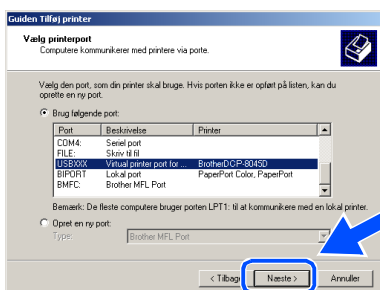 Guiden Tilføj printer
Vælg printerport
Computere kommunikerer med printere via porte.
Vælg den port, som din printer skal bruge. Hvis porten ikke er opført på listen, kan du
oprette en ny port.
Brug følgende port:
Port Beskrivelse Printer
COM4: Seriel port
FILE: Skriv til fil
USBXXX Virtual printer port for ... BrotherDCP-8045D
BIPORT Lokal port PaperPort Color, PaperPort
BMFC: Brother MFL Port
Bemærk: De fleste computere bruger porten LPT1: til at kommunikere med en lokal printer.
Opret en ny port:
Type: Brother MFL Port
< Tilbage Næste > Annuller